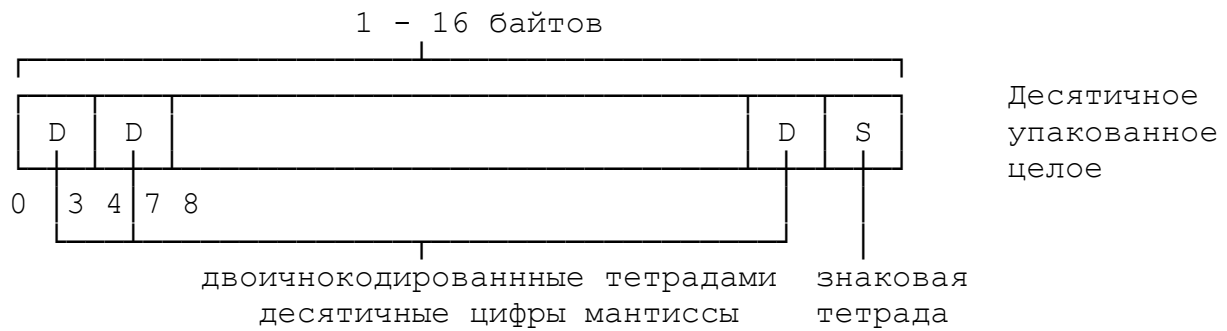 1 - 16 байтов
Десятичное
D D D S упакованное
целое
0 3 4 7 8
двоичнокодированнные тетрадами знаковая
десятичные цифры мантиссы тетрада